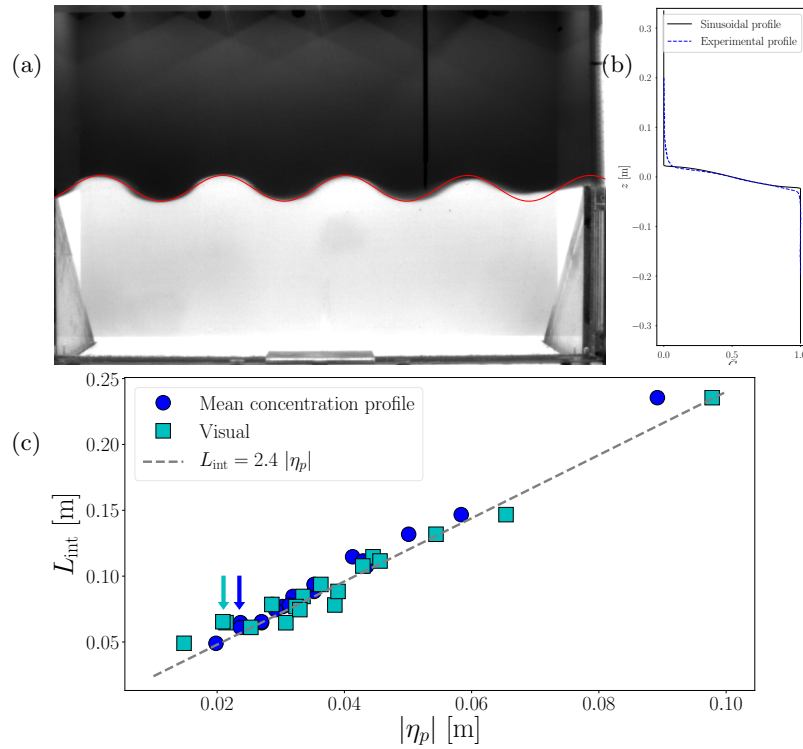 (a)
(b)
Sinusoidal profile
Experimental profile
0.3
0.2
0.1
0.0
−0.1
−0.2
−0.3
z [m]
0.0
0.5
1.0
(c)
Mean concentration profile
Visual
L_int = 2.4 |η_p|
0.25
0.20
0.15
0.10
0.05
L_int [m]
0.02
0.04
0.06
0.08
0.10
|η_p| [m]